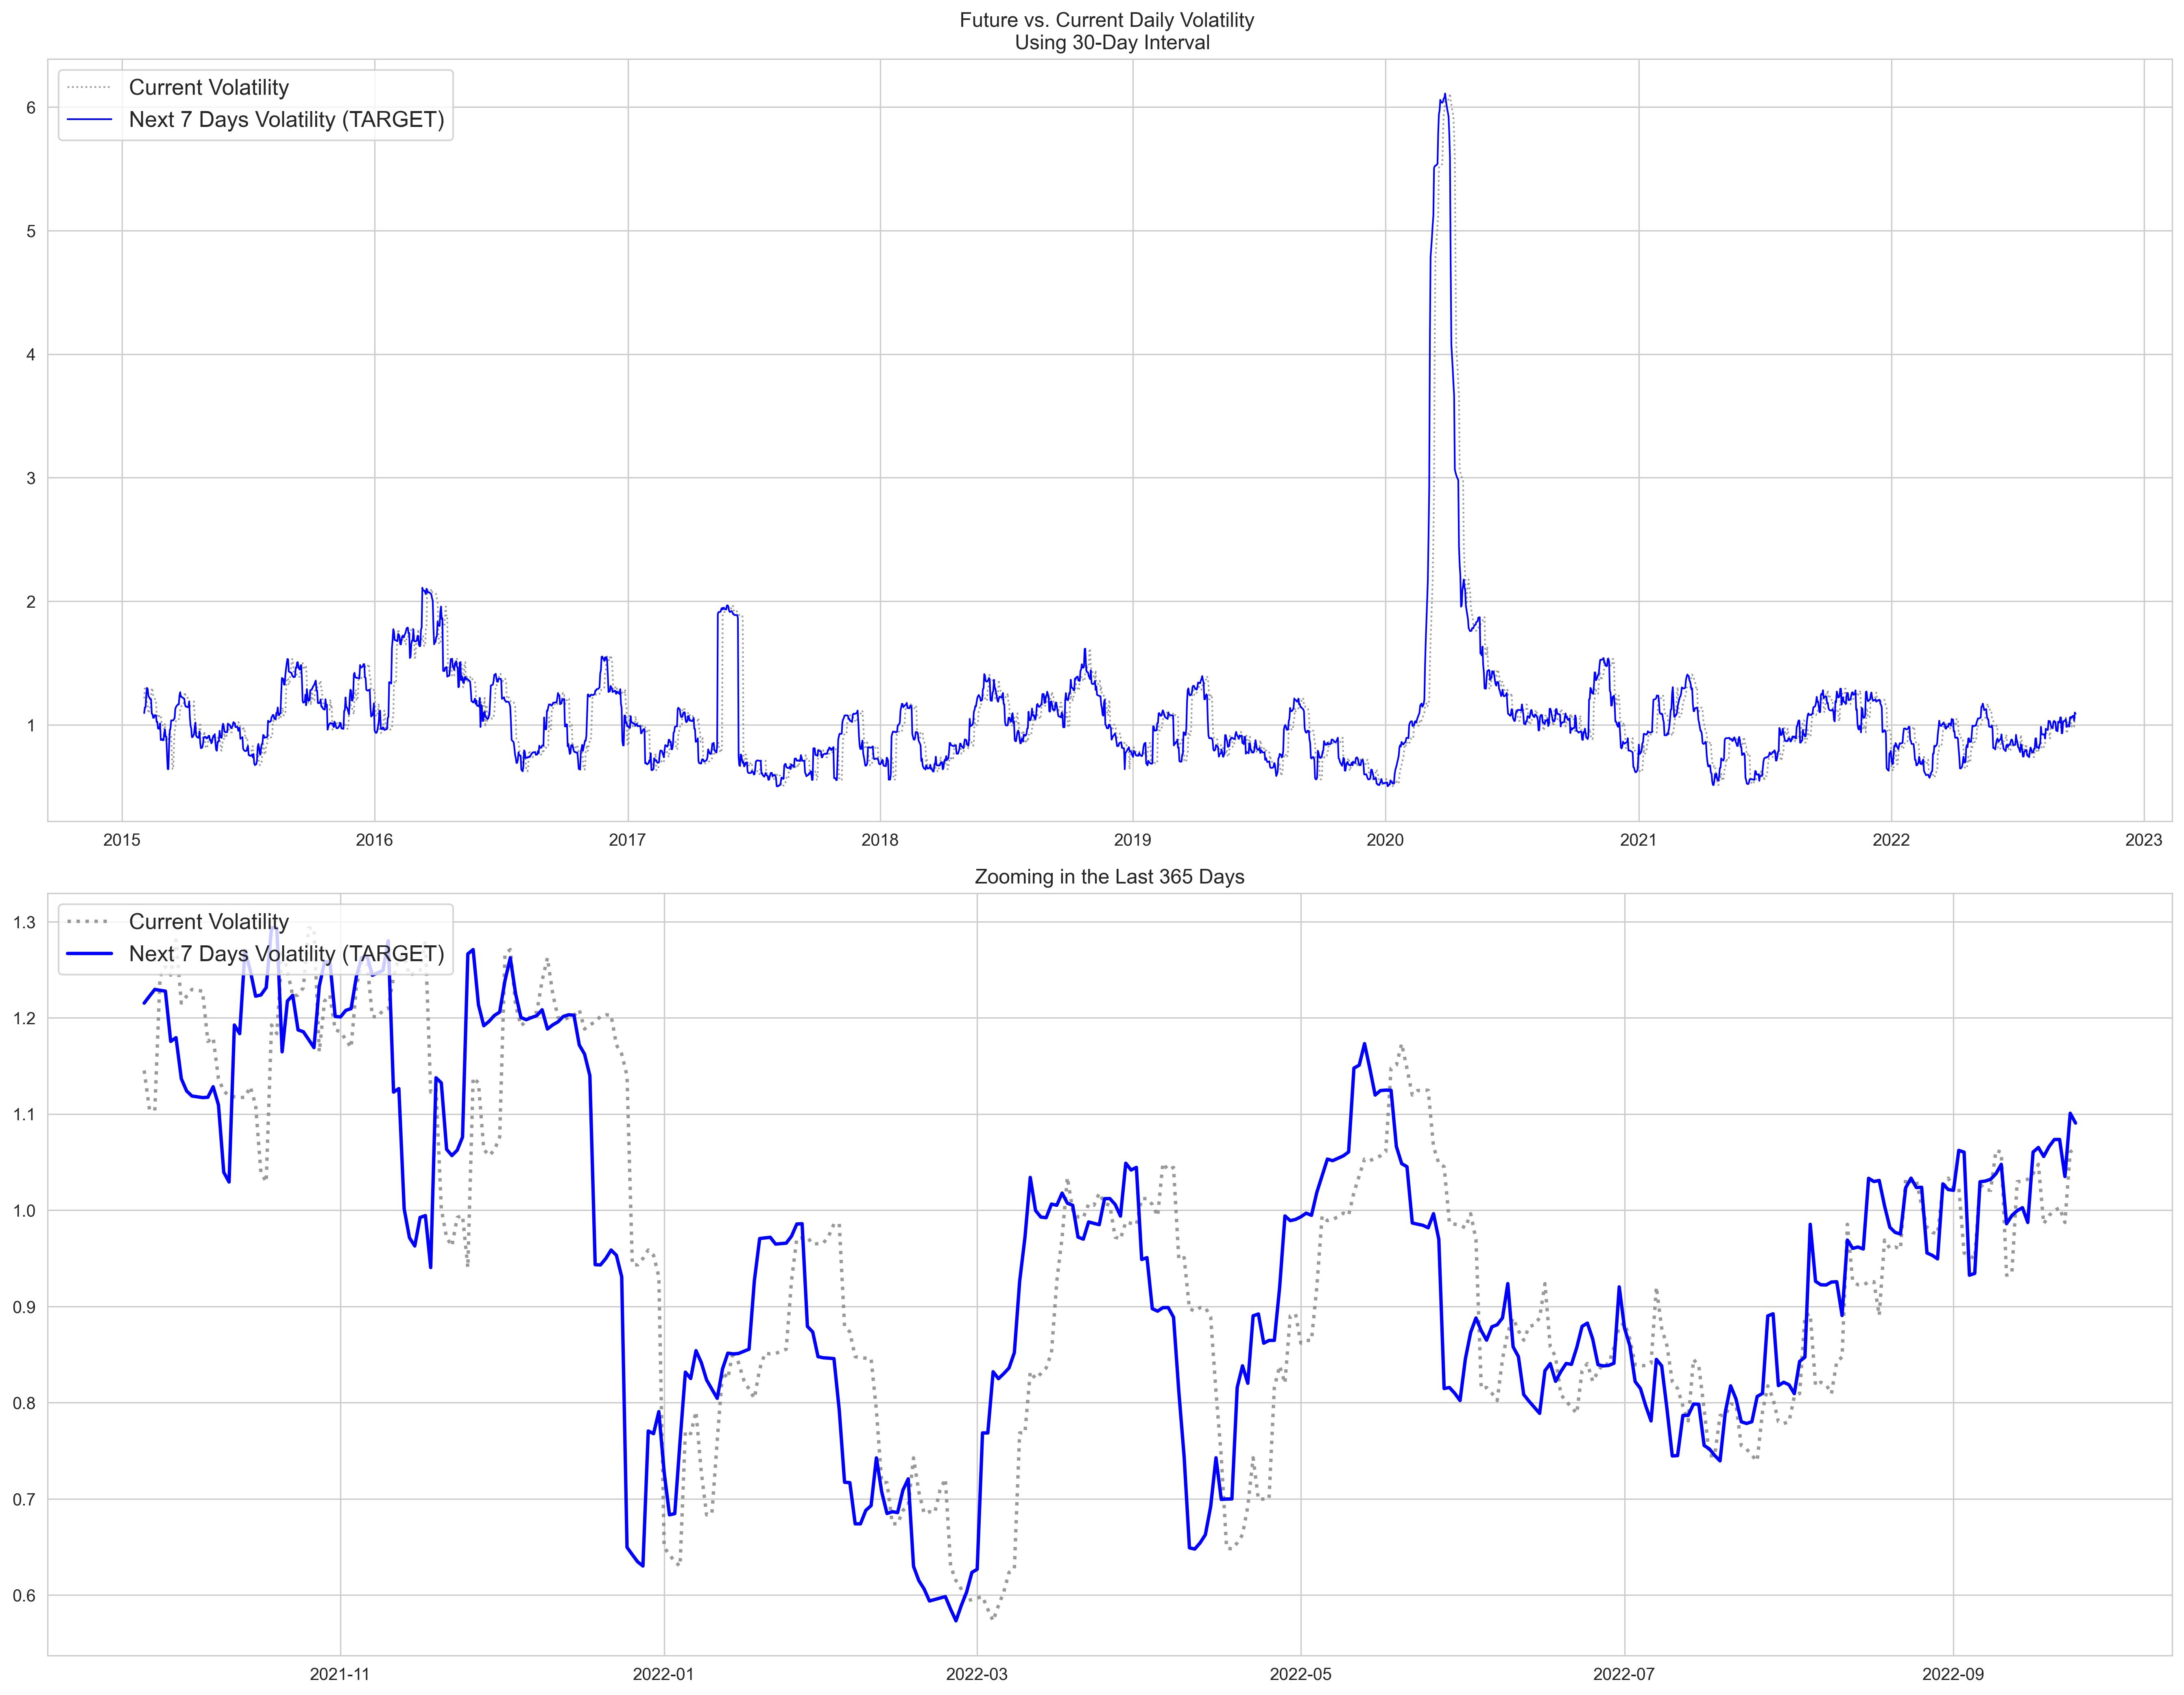 Future vs. Current Daily Volatility
Using 30-Day Interval
Current Volatility
Next 7 Days Volatility (TARGET)
6
5
4
3
2
1
2015 2016 2017 2018 2019 2020 2021 2022 2023
Zooming in the Last 365 Days
Current Volatility
Next 7 Days Volatility (TARGET)
1.3
1.2
1.1
1.0
0.9
0.8
0.7
0.6
2021-11 2022-01 2022-03 2022-05 2022-07 2022-09